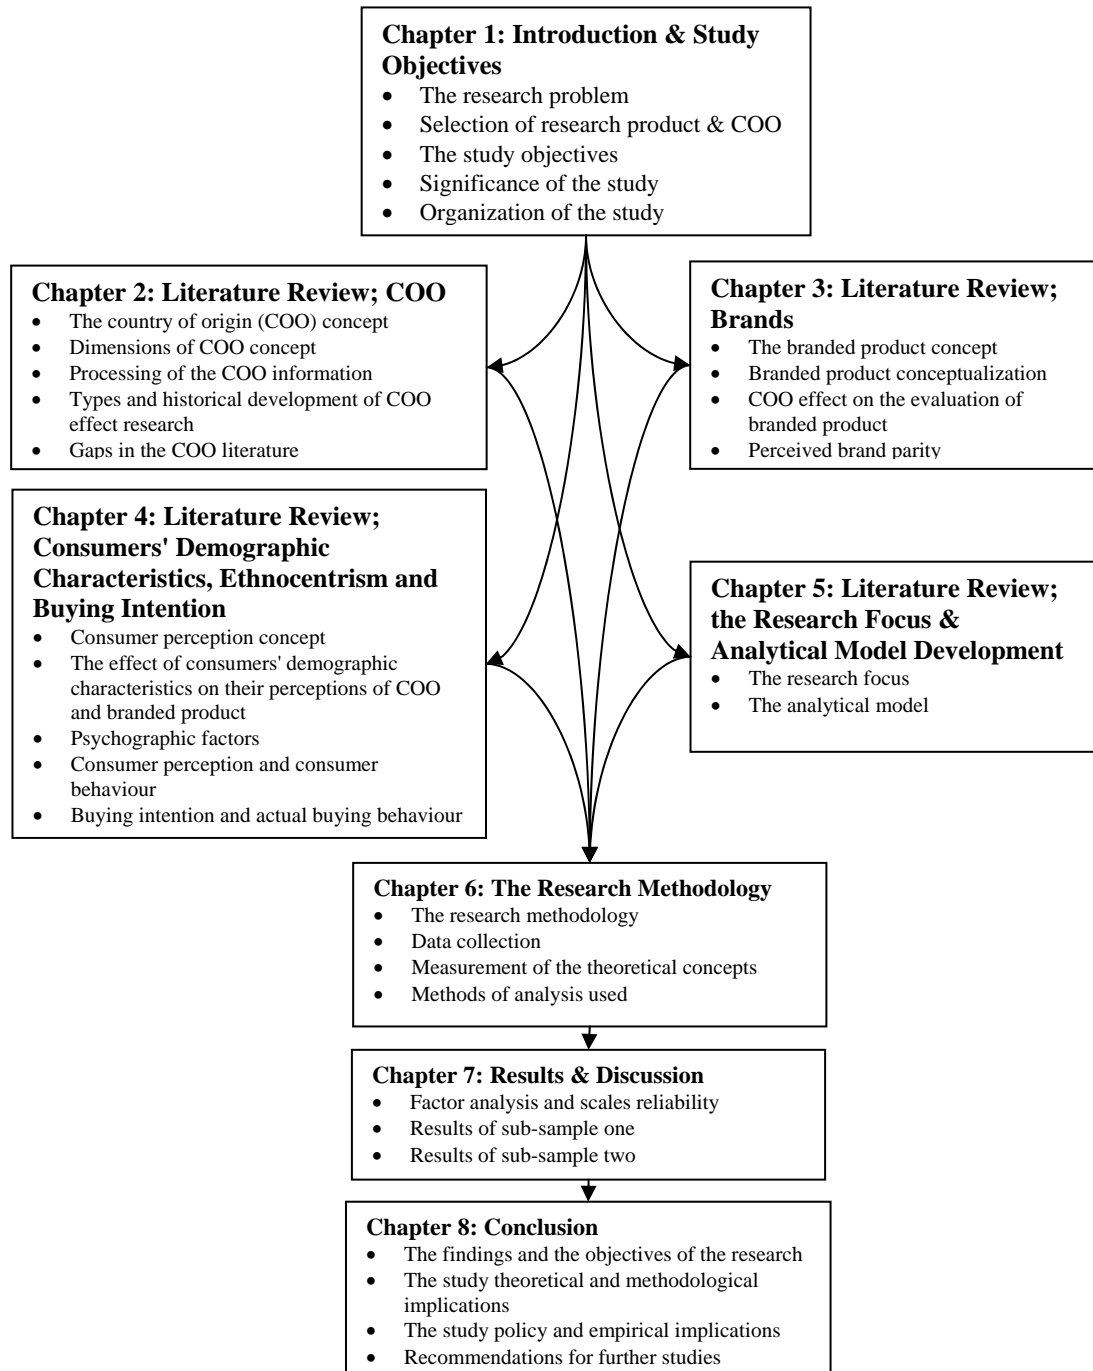 Chapter 1: Introduction & Study
Objectives
• The research problem
• Selection of research product & COO
• The study objectives
• Significance of the study
• Organization of the study
Chapter 2: Literature Review; COO
• The country of origin (COO) concept
• Dimensions of COO concept
• Processing of the COO information
• Types and historical development of COO
effect research
• Gaps in the COO literature
Chapter 3: Literature Review;
Brands
• The branded product concept
• Branded product conceptualization
• COO effect on the evaluation of
branded product
• Perceived brand parity
Chapter 4: Literature Review;
Consumers' Demographic
Characteristics, Ethnocentrism and
Buying Intention
• Consumer perception concept
• The effect of consumers' demographic
characteristics on their perceptions of COO
and branded product
• Psychographic factors
• Consumer perception and consumer
behaviour
• Buying intention and actual buying behaviour
Chapter 5: Literature Review;
the Research Focus &
Analytical Model Development
• The research focus
• The analytical model
Chapter 6: The Research Methodology
• The research methodology
• Data collection
• Measurement of the theoretical concepts
• Methods of analysis used
Chapter 7: Results & Discussion
• Factor analysis and scales reliability
• Results of sub-sample one
• Results of sub-sample two
Chapter 8: Conclusion
• The findings and the objectives of the research
• The study theoretical and methodological
implications
• The study policy and empirical implications
• Recommendations for further studies